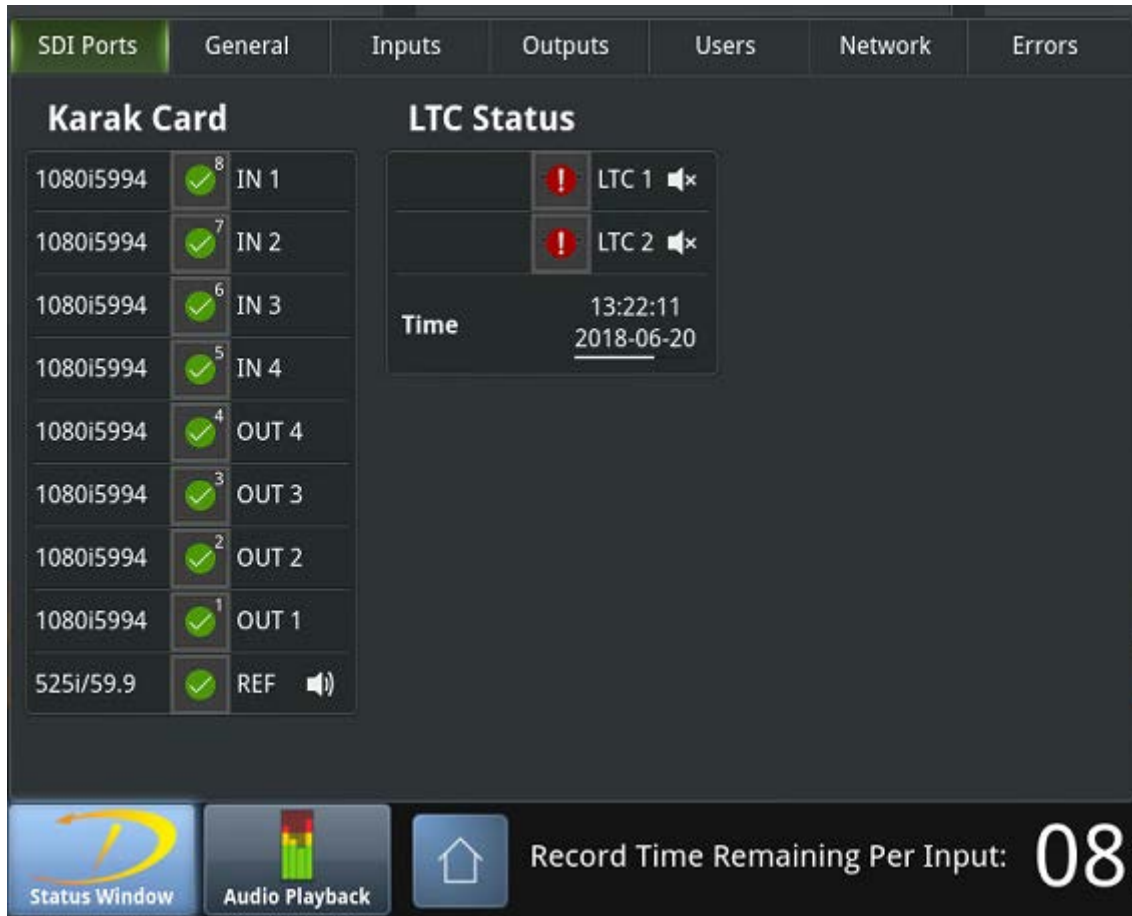 SDI Ports General Inputs Outputs Users Network Errors
Karak Card
1080i5994 8 IN 1
1080i5994 7 IN 2
1080i5994 6 IN 3
1080i5994 5 IN 4
1080i5994 4 OUT 4
1080i5994 3 OUT 3
1080i5994 2 OUT 2
1080i5994 1 OUT 1
525i/59.9 REF
LTC Status
! LTC 1
! LTC 2
Time 13:22:11
2018-06-20
Status Window Audio Playback Record Time Remaining Per Input: 08